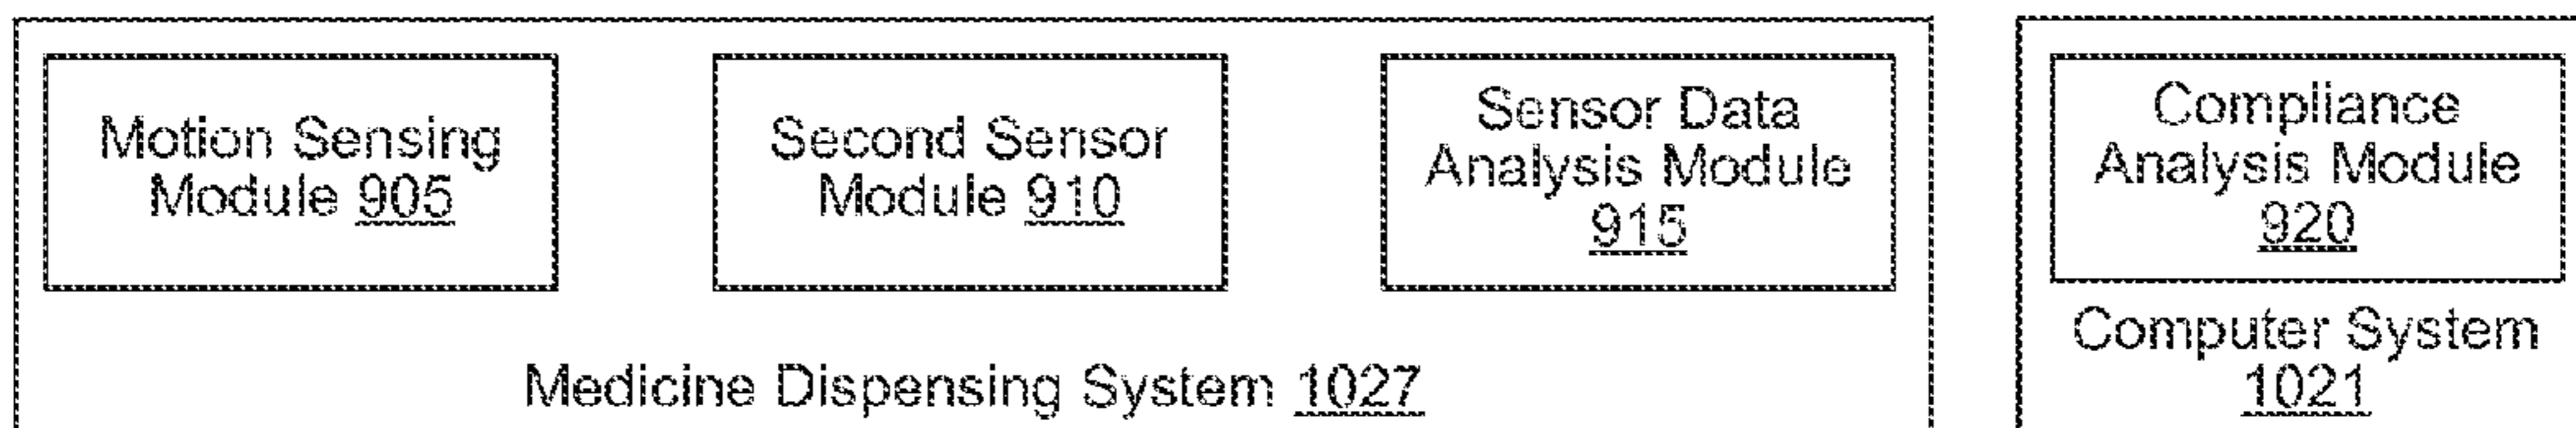 Motion Sensing
Module 905
Second Sensor
Module 910
Sensor Data
Analysis Module
915
Medicine Dispensing System 1027
Compliance
Analysis Module
920
Computer System
1021